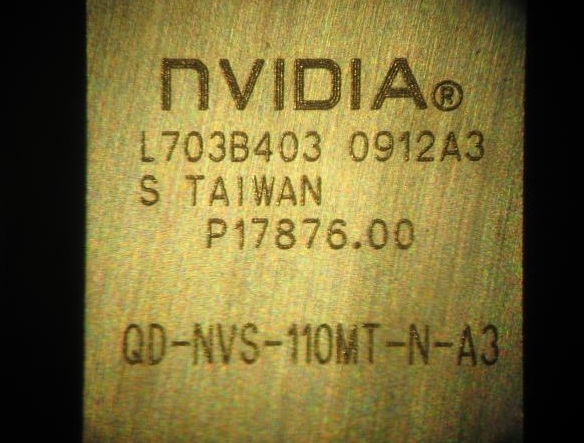 NVIDIA®
L703B403 0912A3
S TAIWAN
P17876.00
QD-NVS-110MT-N-A3